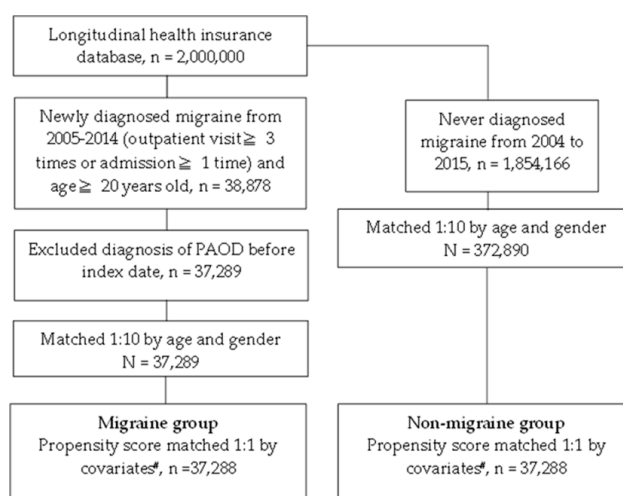 Longitudinal health insurance
database, n = 2,000,000
Newly diagnosed migraine from
2005-2014 (outpatient visit≧ 3
times or admission≧ 1 time) and
age≧ 20 years old, n = 38,878
Never diagnosed
migraine from 2004 to
2015, n = 1,854,166
Excluded diagnosis of PAOD before
index date, n = 37,289
Matched 1:10 by age and gender
N = 372,890
Matched 1:10 by age and gender
N = 37,289
Migraine group
Propensity score matched 1:1 by
covariates#, n =37,288
Non-migraine group
Propensity score matched 1:1 by
covariates#, n = 37,288